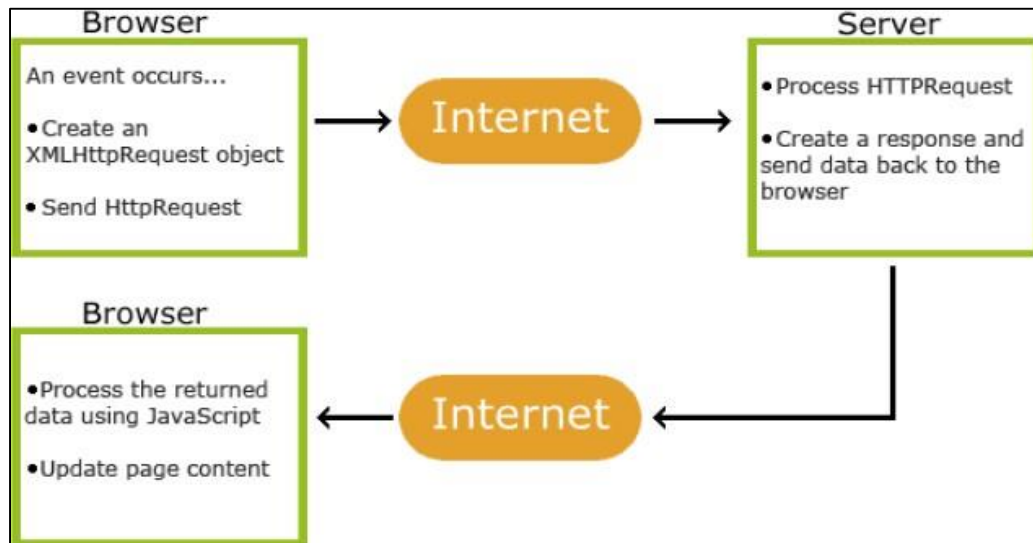 Browser
An event occurs...
●Create an
XMLHttpRequest object
● Send HttpRequest
Internet
Server
●Process HTTPRequest
●Create a response and
send data back to the
browser
Browser
●Process the returned
data using JavaScript
●Update page content
Internet